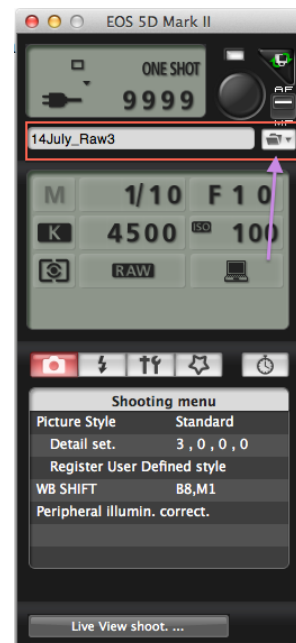 EOS 5D Mark II
ONE SHOT
9999
AF
MF
14July_Raw3
M 1/10 F10
K 4500 ISO 100
RAW
Shooting menu
Picture Style Standard
Detail set. 3 , 0 , 0 , 0
Register User Defined style
WB SHIFT B8,M1
Peripheral illumin. correct.
Live View shoot. ...